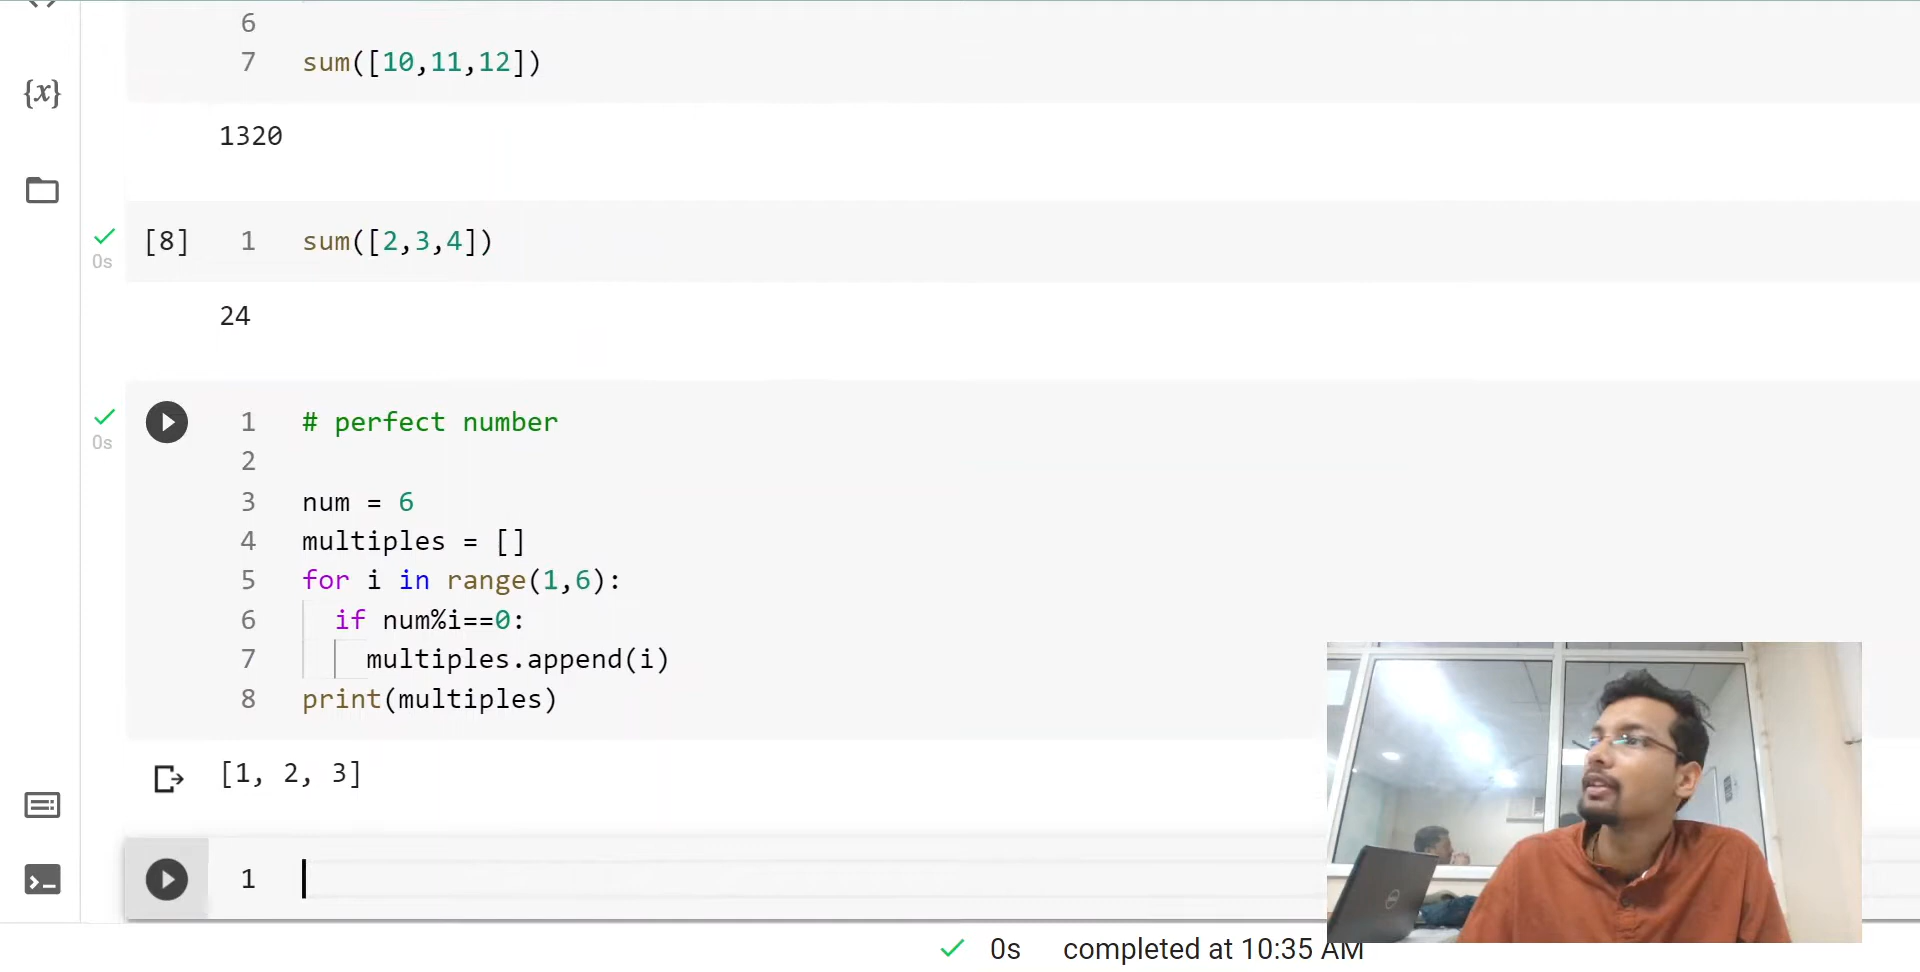 6
7 sum([10,11,12])
{x}
1320
[8] 1 sum([2,3,4])
0s
24
1 # perfect number
0s
2
3 num = 6
4 multiples = []
5 for i in range(1,6):
6 if num%i==0:
7 multiples.append(i)
8 print(multiples)
[1, 2, 3]
1
0s completed at 10:35 AM